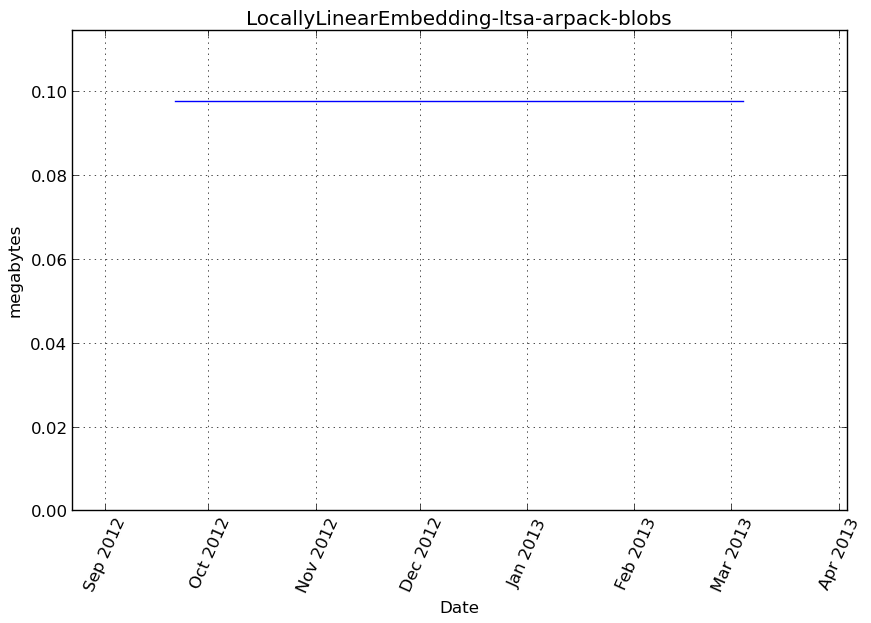 LocallyLinearEmbedding-ltsa-arpack-blobs
0.10
0.08
0.06
0.04
0.02
0.00
megabytes
Sep 2012
Oct 2012
Nov 2012
Dec 2012
Jan 2013
Feb 2013
Mar 2013
Apr 2013
Date